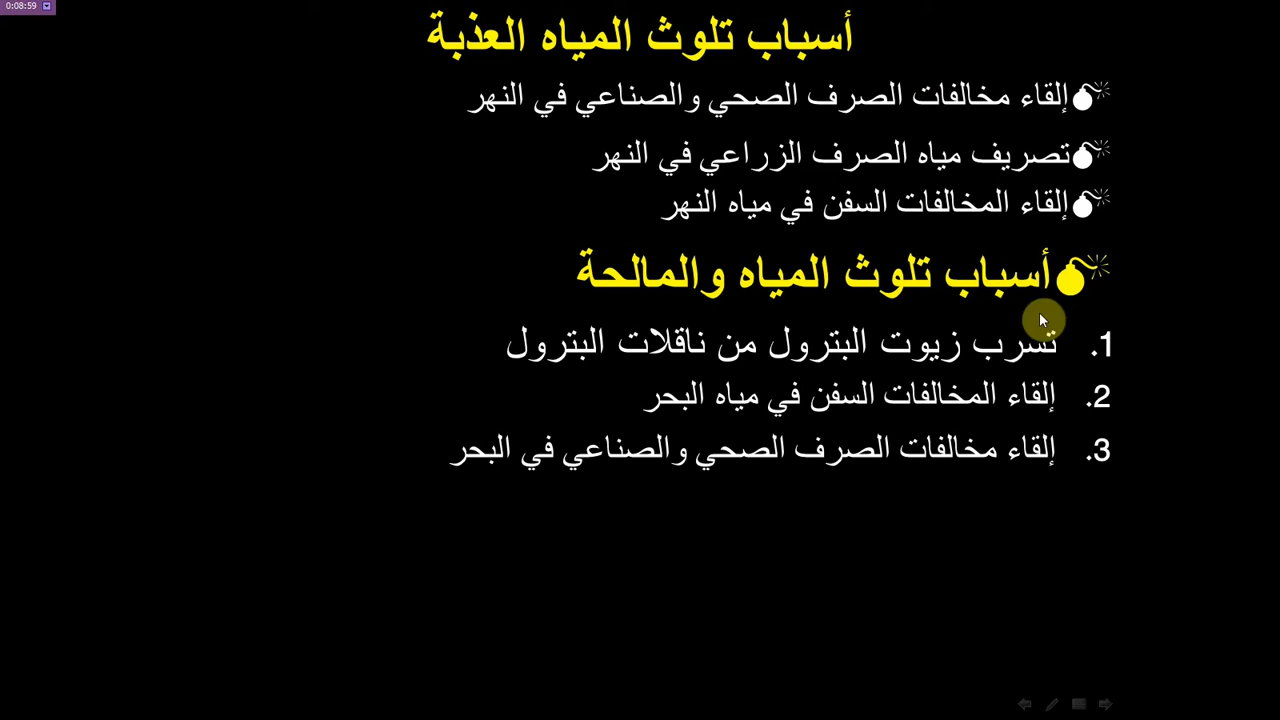 0:08:59
أسباب تلوث المياه العذبة
إلقاء مخالفات الصرف الصحي والصناعي في النهر
تصريف مياه الصرف الزراعي في النهر
إلقاء المخالفات السفن في مياه النهر
أسباب تلوث المياه والمالحة
1. تسرب زيوت البترول من ناقلات البترول
2. إلقاء المخالفات السفن في مياه البحر
3. إلقاء مخالفات الصرف الصحي والصناعي في البحر